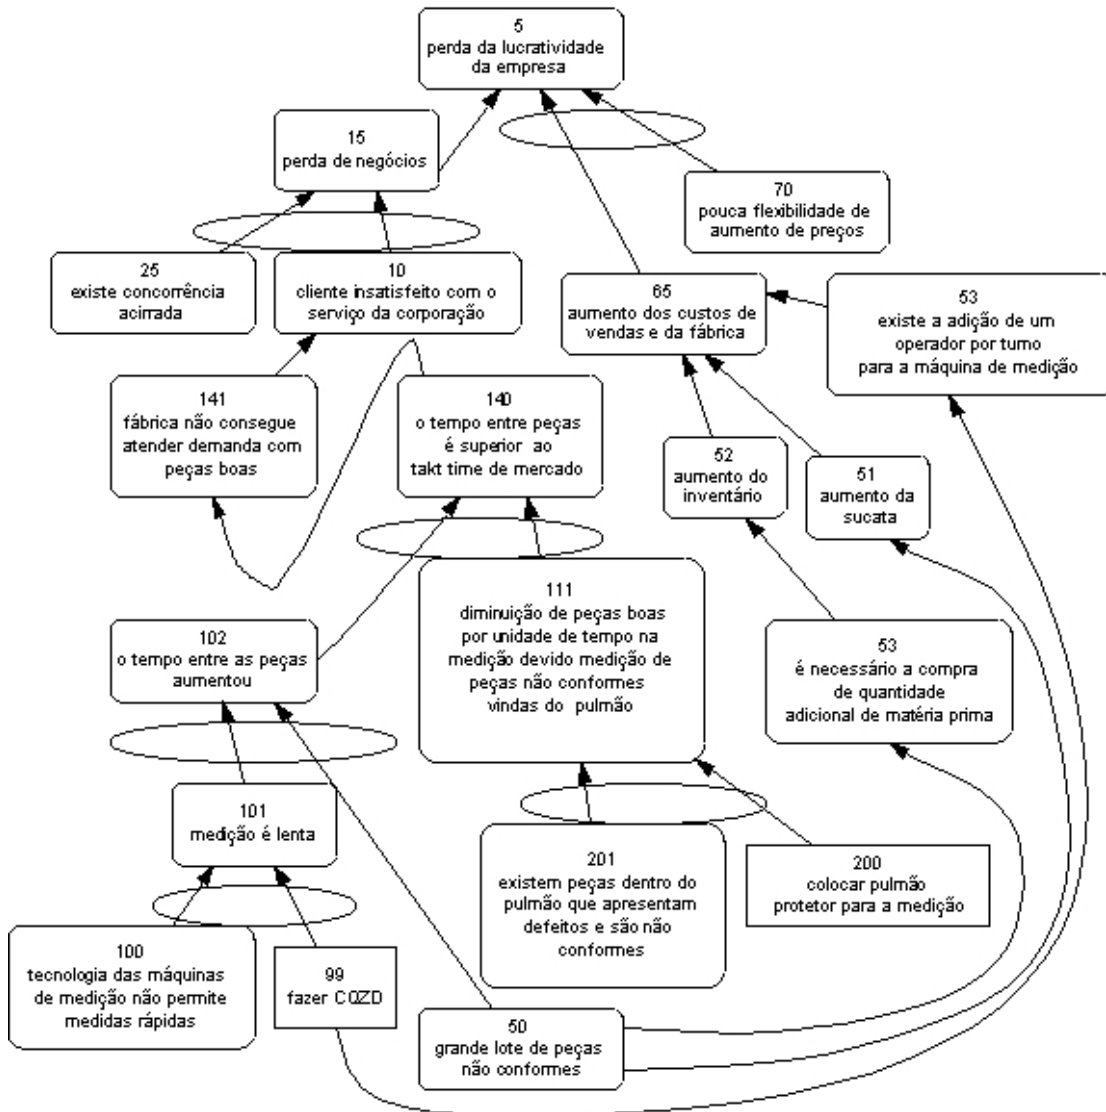 5
perda da lucratividade
da empresa
15
perda de negócios
70
pouca flexibilidade de
aumento de preços
25
existe concorrência
acirrada
10
cliente insatisfeito com o
serviço da corporação
65
aumento dos custos de
vendas e da fábrica
53
existe a adição de um
operador por turno
para a máquina de medição
141
fábrica não consegue
atender demanda com
peças boas
140
o tempo entre peças
é superior ao
takt time de mercado
52
aumento do
inventário
51
aumento da
sucata
111
diminuição de peças boas
por unidade de tempo na
medição devido medição de
peças não conformes
vindas do pulmão
102
o tempo entre as peças
aumentou
53
é necessário a compra
de quantidade
adicional de matéria prima
101
medição é lenta
201
existem peças dentro do
pulmão que apresentam
defeitos e são não
conformes
200
colocar pulmão
protetor para a medição
100
tecnologia das máquinas
de medição não permite
medidas rápidas
99
fazer CQZD
50
grande lote de peças
não conformes